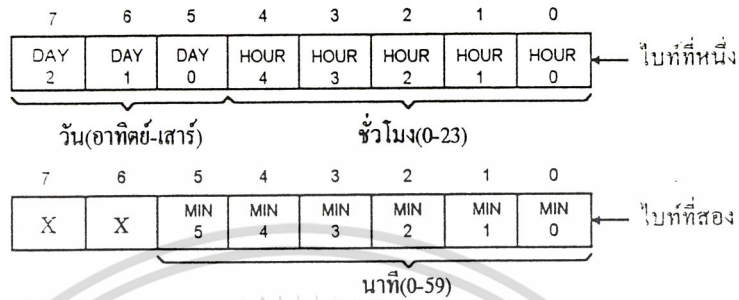 7 6 5 4 3 2 1 0
DAY DAY DAY HOUR HOUR HOUR HOUR HOUR
2 1 0 4 3 2 1 0
ไบท์ที่หนึ่ง
วัน(อาทิตย์-เสาร์) ชั่วโมง(0-23)
7 6 5 4 3 2 1 0
X X MIN MIN MIN MIN MIN MIN
5 4 3 2 1 0
ไบท์ที่สอง
นาที(0-59)